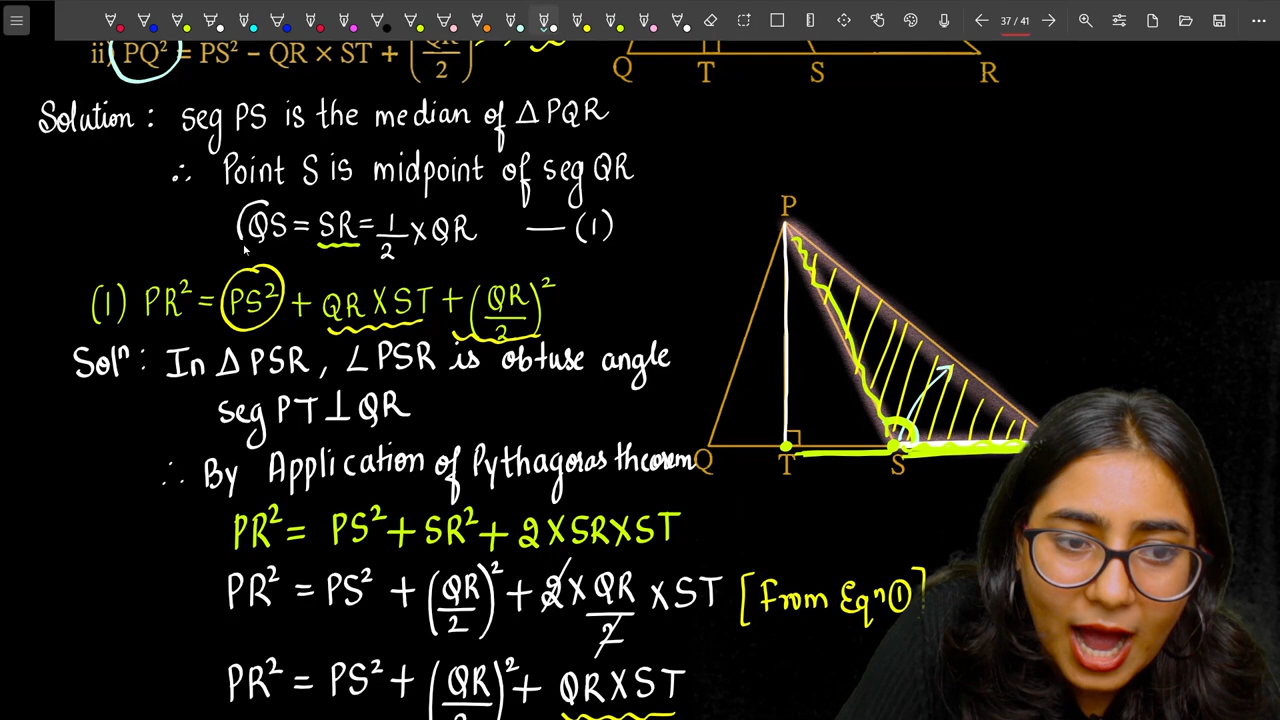 37 / 41
ii) PQ² = PS² - QR × ST + (QR/2)²
Q T S R
Solution : seg PS is the median of Δ PQR
∴ Point S is midpoint of seg QR
QS = SR = 1/2 × QR — (1)
P
(1) PR² = PS² + QR X ST + (QR/2)²
Solⁿ : In Δ PSR , ∠PSR is obtuse angle
seg PT ⊥ QR
Q T S
∴ By Application of Pythagoras theorem
PR² = PS² + SR² + 2 X SR X ST
PR² = PS² + (QR/2)² + 2 × QR/2 × ST [From Eqⁿ ①]
PR² = PS² + (QR/2)² + QR X ST